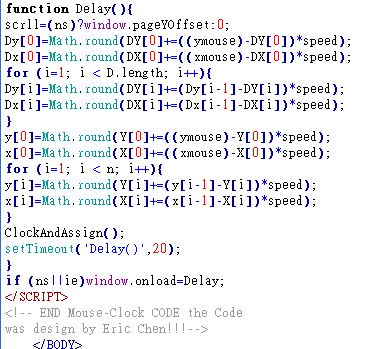 function Delay(){
scrll=(ns)?window.pageYOffset:0;
Dy[0]=Math.round(DY[0]+=((ymouse)-DY[0])*speed);
Dx[0]=Math.round(DX[0]+=((xmouse)-DX[0])*speed);
for (i=1; i < D.length; i++){
Dy[i]=Math.round(DY[i]+=(Dy[i-1]-DY[i])*speed);
Dx[i]=Math.round(DX[i]+=(Dx[i-1]-DX[i])*speed);
}
y[0]=Math.round(Y[0]+=((ymouse)-Y[0])*speed);
x[0]=Math.round(X[0]+=((xmouse)-X[0])*speed);
for (i=1; i < n; i++){
y[i]=Math.round(Y[i]+=(y[i-1]-Y[i])*speed);
x[i]=Math.round(X[i]+=(x[i-1]-X[i])*speed);
}
ClockAndAssign();
setTimeout('Delay()',20);
}
if (ns||ie)window.onload=Delay;
</SCRIPT>
<!-- END Mouse-Clock CODE the Code
was design by Eric Chen!!!-->
</BODY>